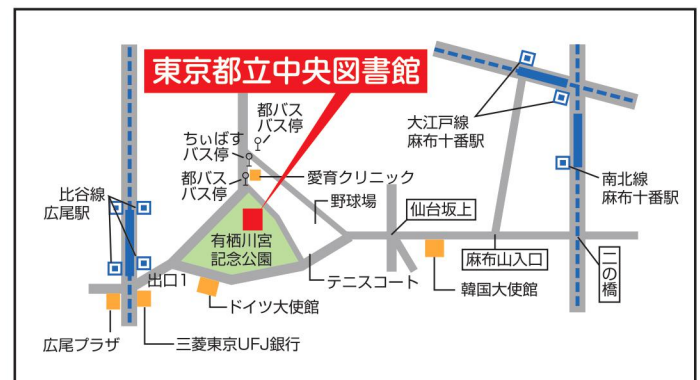 東京都立中央図書館
都バス
バス停
ちぃばす
バス停
都バス
バス停
愛育クリニック
野球場
大江戸線
麻布十番駅
南北線
麻布十番駅
比谷線
広尾駅
仙台坂上
有栖川宮
記念公園
麻布山入口
二の橋
出口1
テニスコート
韓国大使館
ドイツ大使館
広尾プラザ
三菱東京UFJ銀行